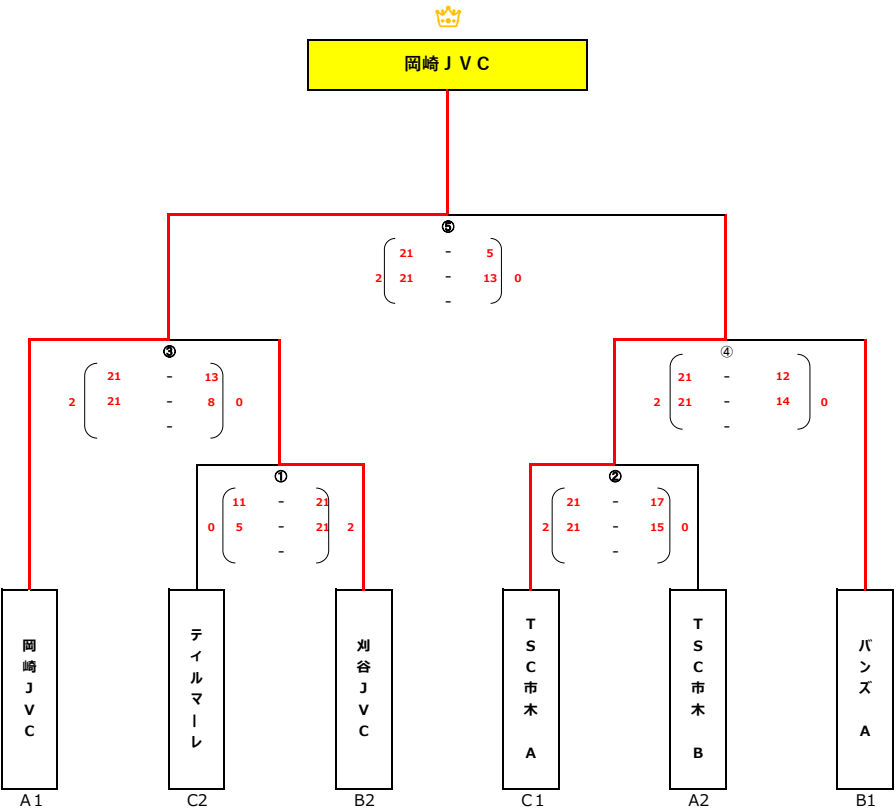 岡崎ＪＶＣ
⑤
21 - 5
2 21 - 13 0
-
③
21 - 13
2 21 - 8 0
-
④
21 - 12
2 21 - 14 0
-
①
11 - 21
0 5 - 21 2
-
②
21 - 17
2 21 - 15 0
-
岡崎JVC
テイルマーレ
刈谷JVC
TSC市木 A
TSC市木 B
バンズ A
A1
C2
B2
C1
A2
B1